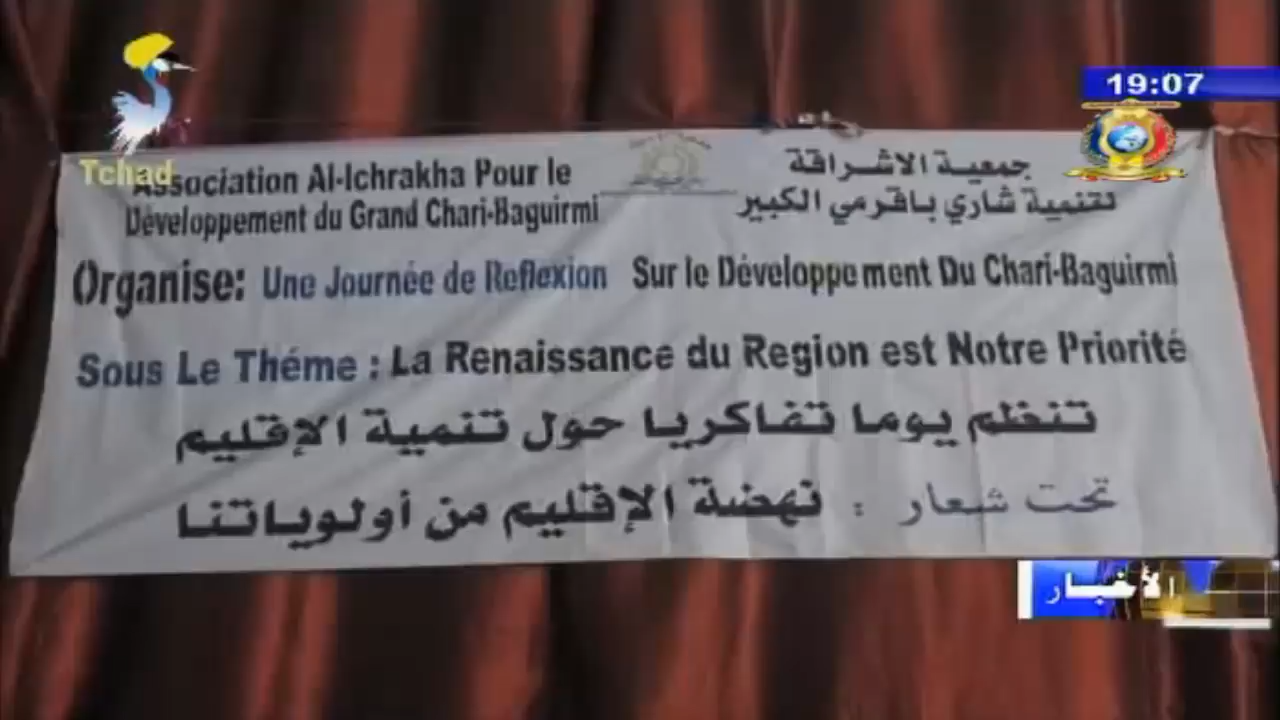 19:07
Tchad
Association Al-Ichrakha Pour le
Développement du Grand Chari-Baguirmi
جمعية الاشراقة
لتنمية شاري باقرمي الكبير
Organise: Une Journée de Reflexion Sur le Développement Du Chari-Baguirmi
Sous Le Théme : La Renaissance du Region est Notre Priorité
تنظم يوما تفاكريا حول تنمية الإقليم
تحت شعار : نهضة الإقليم من أولوياتنا
الأخبار